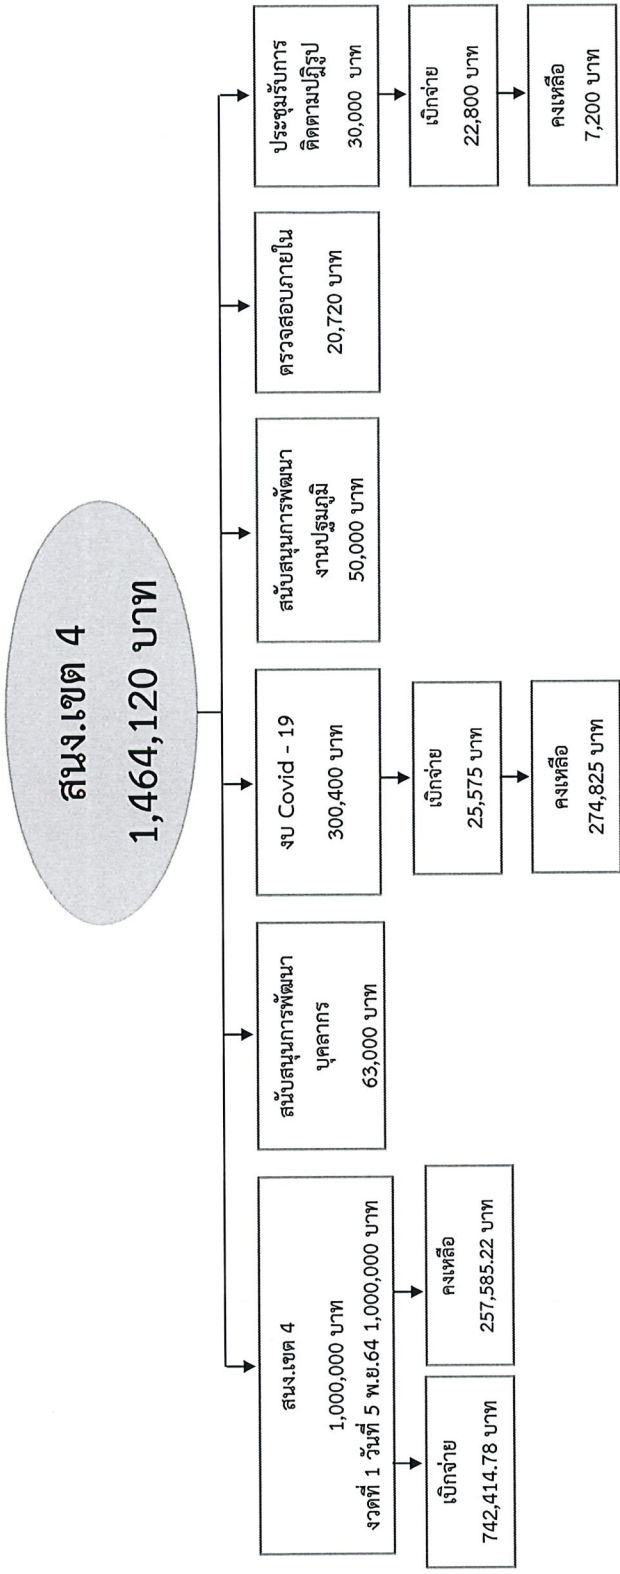 สนง.เขต 4
1,464,120 บาท
สนง.เขต 4
1,000,000 บาท
งวดที่ 1 วันที่ 5 พ.ย.64 1,000,000 บาท
เบิกจ่าย
742,414.78 บาท
คงเหลือ
257,585.22 บาท
สนับสนุนการพัฒนา
บุคลากร
63,000 บาท
งบ Covid - 19
300,400 บาท
เบิกจ่าย
25,575 บาท
คงเหลือ
274,825 บาท
สนับสนุนการพัฒนา
งานปฐมภูมิ
50,000 บาท
ตรวจสอบภายใน
20,720 บาท
ประชุมรับการ
ติดตามปฏิรูป
30,000 บาท
เบิกจ่าย
22,800 บาท
คงเหลือ
7,200 บาท